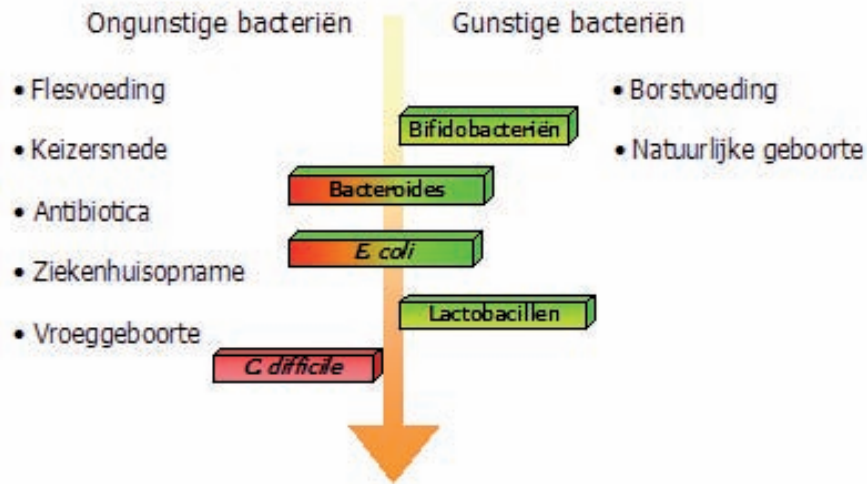 Ongunstige bacteriën
Gunstige bacteriën
• Flesvoeding
• Keizersnede
• Antibiotica
• Ziekenhuisopname
• Vroeggeboorte
Bifidobacteriën
Bacteroides
E. coli
Lactobacillen
C. difficile
• Borstvoeding
• Natuurlijke geboorte